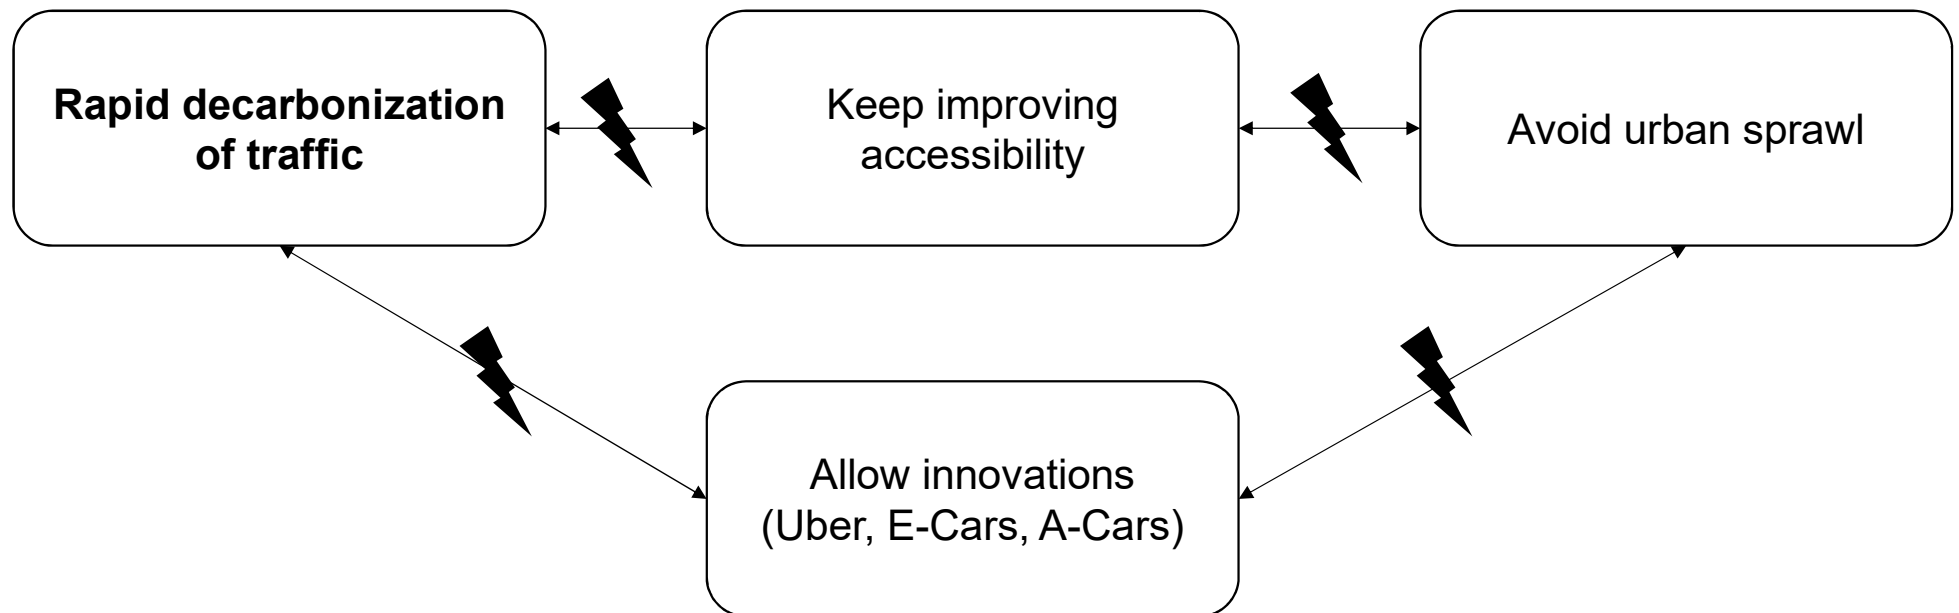 Rapid decarbonization
of traffic
Keep improving
accessibility
Avoid urban sprawl
Allow innovations
(Uber, E-Cars, A-Cars)